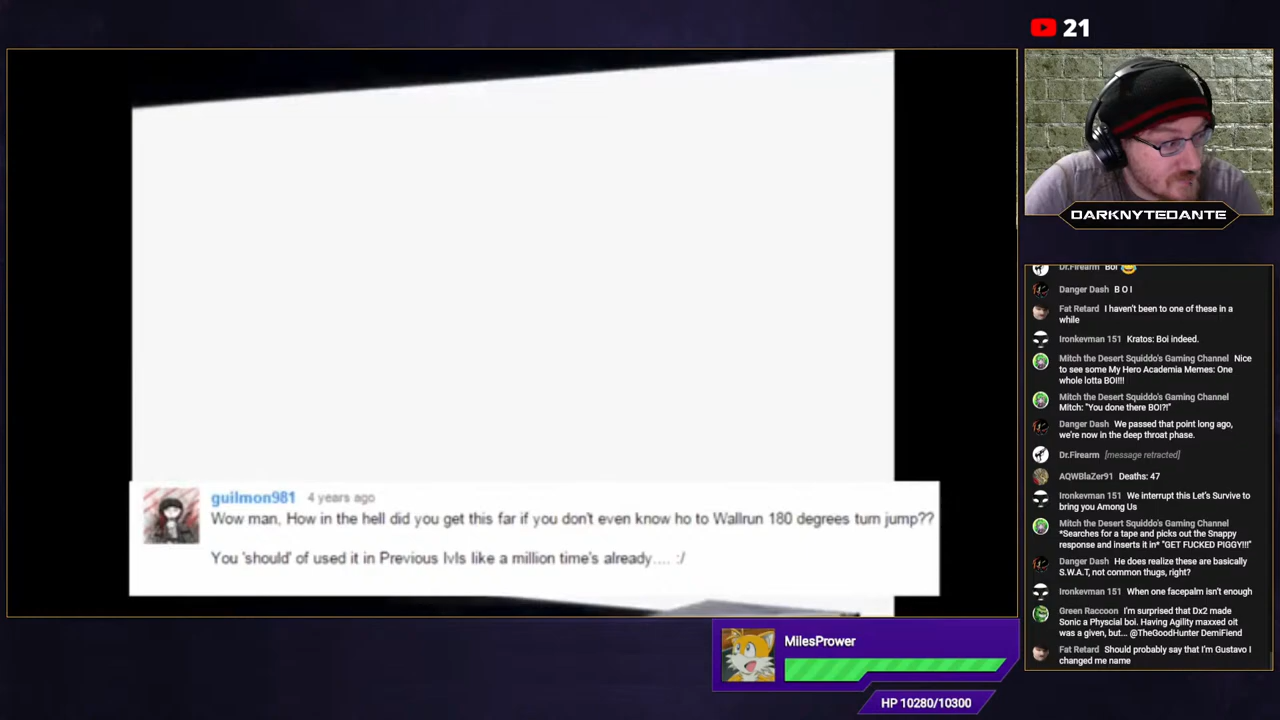 21
DARKNYTEDANTE
Dr.Firearm Boi
Danger Dash B O I
Fat Retard I haven't been to one of these in a
while
Ironkevman 151 Kratos: Boi indeed.
Mitch the Desert Squiddo's Gaming Channel Nice
to see some My Hero Academia Memes: One
whole lotta BOI!!!
Mitch the Desert Squiddo's Gaming Channel
Mitch: "You done there BOI?!"
Danger Dash We passed that point long ago,
we're now in the deep throat phase.
Dr.Firearm [message retracted]
AQWBlaZer91 Deaths: 47
Ironkevman 151 We interrupt this Let's Survive to
bring you Among Us
Mitch the Desert Squiddo's Gaming Channel
*Searches for a tape and picks out the Snappy
response and inserts it in* "GET FUCKED PIGGY!!!"
Danger Dash He does realize these are basically
S.W.A.T, not common thugs, right?
Ironkevman 151 When one facepalm isn't enough
Green Raccoon I'm surprised that Dx2 made
Sonic a Physcial boi. Having Agility maxxed oit
was a given, but... @TheGoodHunter DemiFiend
Fat Retard Should probably say that I'm Gustavo I
changed me name
guilmon981 4 years ago
Wow man, How in the hell did you get this far if you don't even know ho to Wallrun 180 degrees turn jump??
You 'should' of used it in Previous lvls like a million time's already.... :/
MilesPrower
HP 10280/10300